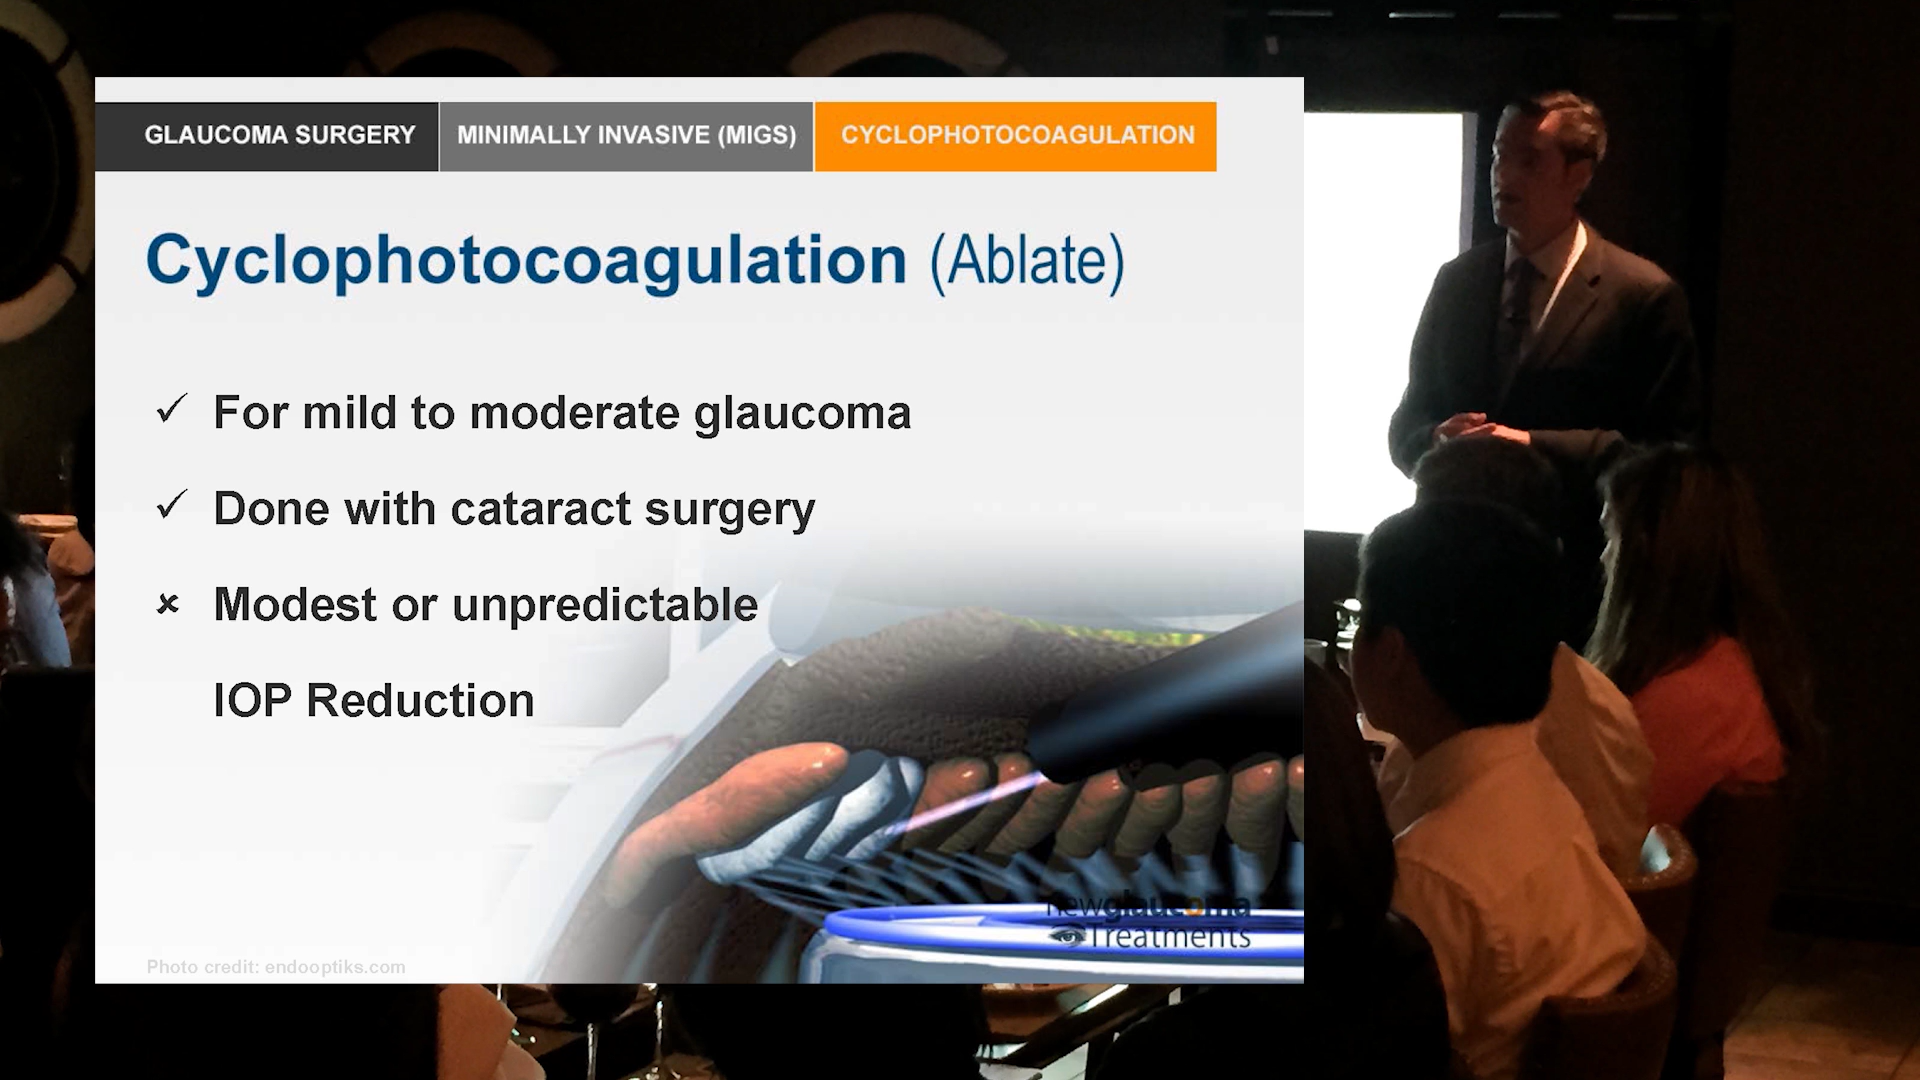 GLAUCOMA SURGERY
MINIMALLY INVASIVE (MIGS)
CYCLOPHOTOCOAGULATION
Cyclophotocoagulation (Ablate)
✓ For mild to moderate glaucoma
✓ Done with cataract surgery
× Modest or unpredictable
IOP Reduction
newglaucoma
Treatments
Photo credit: endooptiks.com